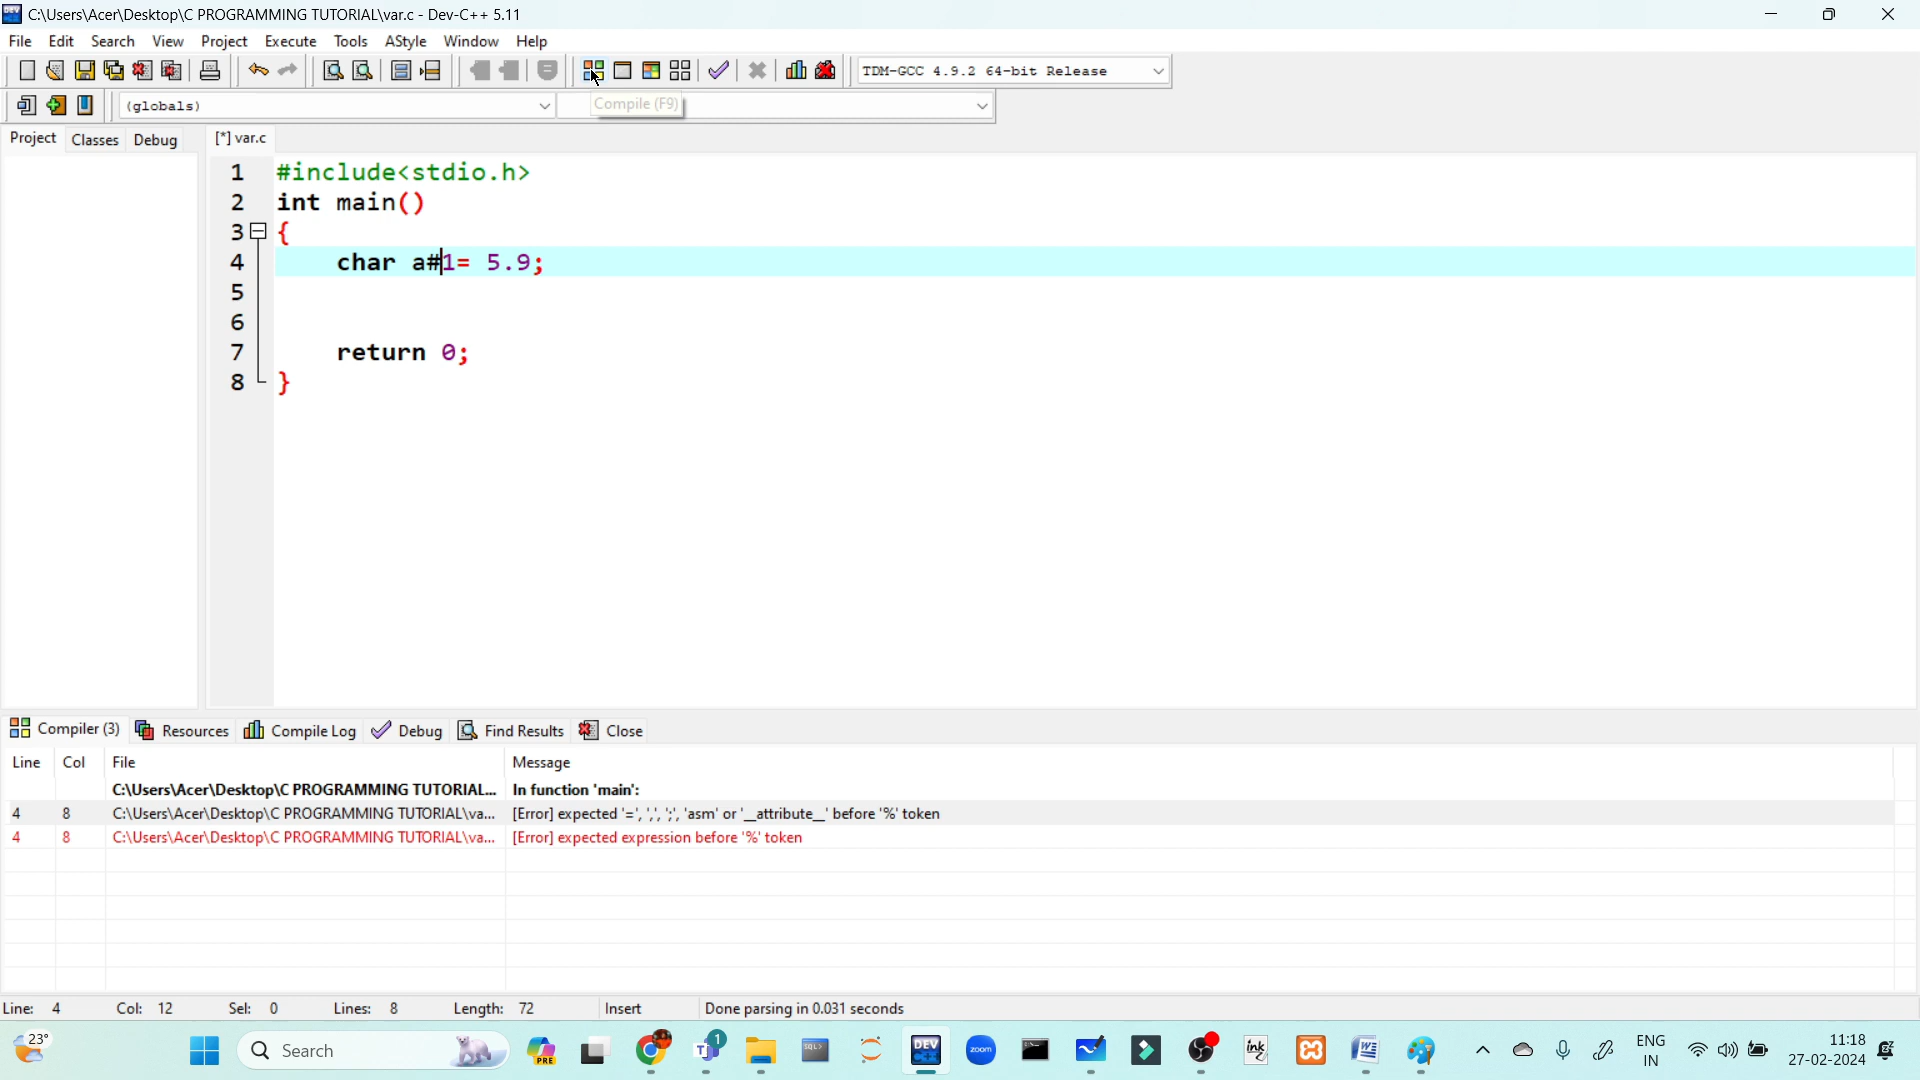 C:\Users\Acer\Desktop\C PROGRAMMING TUTORIAL\var.c - Dev-C++ 5.11
File Edit Search View Project Execute Tools AStyle Window Help
TDM-GCC 4.9.2 64-bit Release
(globals)
Compile (F9)
Project Classes Debug [*] var.c
1 #include<stdio.h>
2 int main()
3 {
4 char a#1= 5.9;
5
6
7 return 0;
8 }
Compiler (3) Resources Compile Log Debug Find Results Close
Line Col File Message
C:\Users\Acer\Desktop\C PROGRAMMING TUTORIAL... In function 'main':
4 8 C:\Users\Acer\Desktop\C PROGRAMMING TUTORIAL\va... [Error] expected '=', ',', ';', 'asm' or '__attribute__' before '%' token
4 8 C:\Users\Acer\Desktop\C PROGRAMMING TUTORIAL\va... [Error] expected expression before '%' token
Line: 4 Col: 12 Sel: 0 Lines: 8 Length: 72 Insert Done parsing in 0.031 seconds
23° Search PRE 1 SQL> DEV C++ zoom ink ENG IN 11:18 27-02-2024